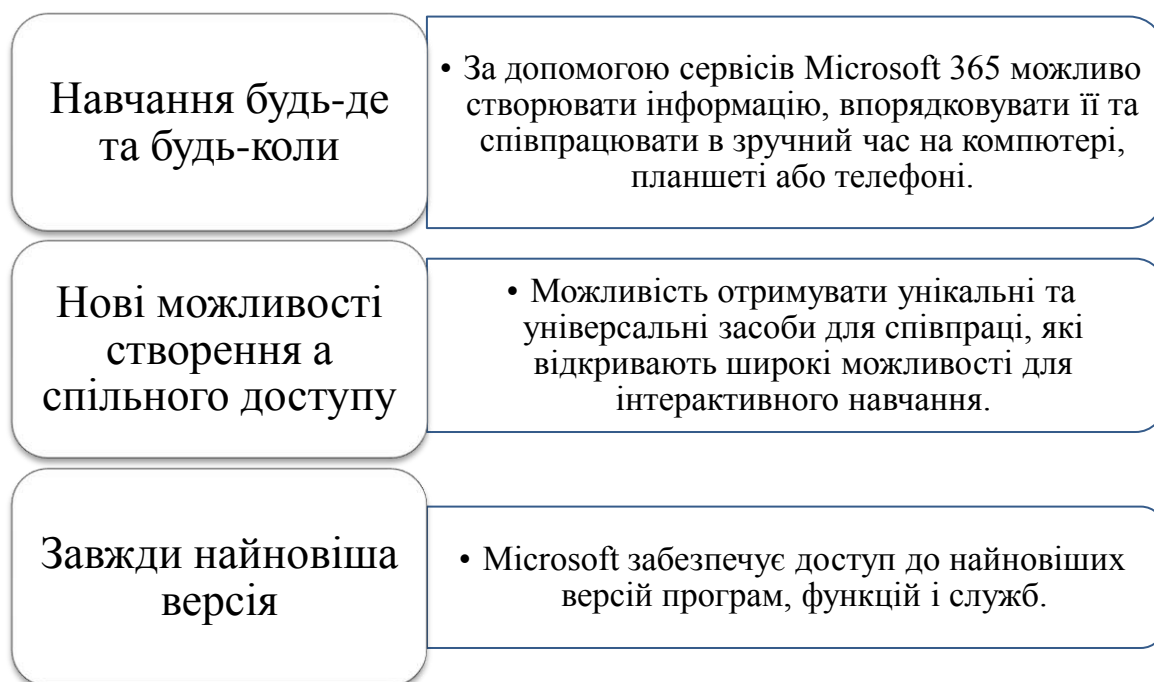 Навчання будь-де
та будь-коли
• За допомогою сервісів Microsoft 365 можливо
створювати інформацію, впорядковувати її та
співпрацювати в зручний час на компютері,
планшеті або телефоні.
Нові можливості
створення а
спільного доступу
• Можливість отримувати унікальні та
універсальні засоби для співпраці, які
відкривають широкі можливості для
інтерактивного навчання.
Завжди найновіша
версія
• Microsoft забезпечує доступ до найновіших
версій програм, функцій і служб.